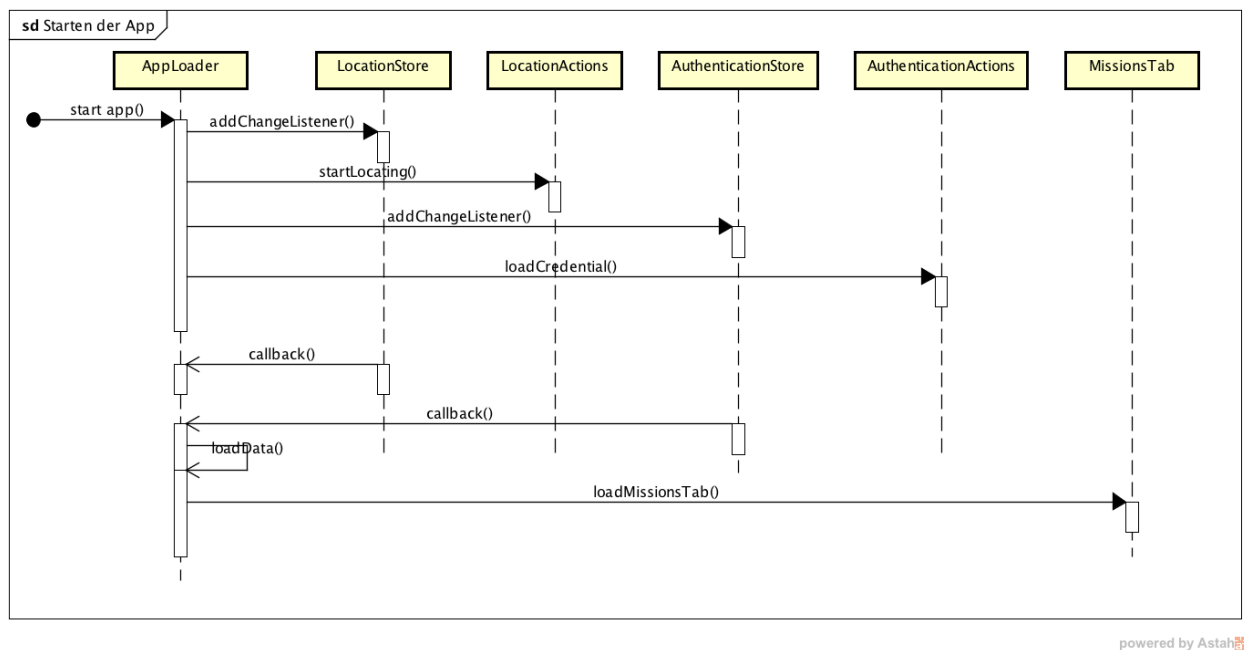 sd Starten der App
AppLoader
LocationStore
LocationActions
AuthenticationStore
AuthenticationActions
MissionsTab
start app()
addChangeListener()
startLocating()
addChangeListener()
loadCredential()
callback()
callback()
loadData()
loadMissionsTab()
powered by Astah